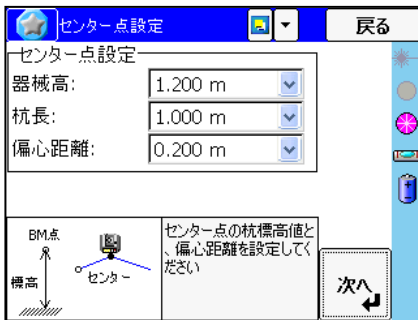 センター点設定
戻る
センター点設定
器械高:
1.200 m
杭長:
1.000 m
偏心距離:
0.200 m
BM点
標高
センター
センター点の杭標高値と
、偏心距離を設定してく
ださい
次へ